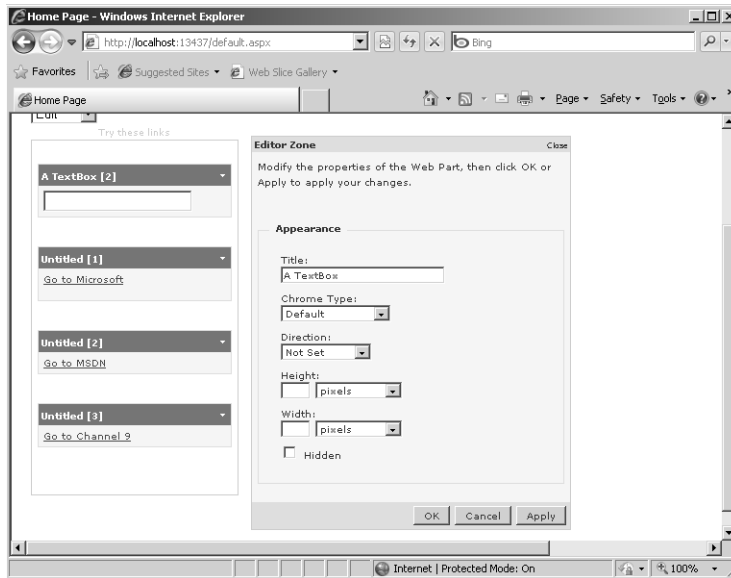 Home Page - Windows Internet Explorer
http://localhost:13437/default.aspx
Bing
Favorites
Suggested Sites
Web Slice Gallery
Home Page
Page
Safety
Tools
Edit
Try these links
A TextBox [2]
Untitled [1]
Go to Microsoft
Untitled [2]
Go to MSDN
Untitled [3]
Go to Channel 9
Editor Zone
Close
Modify the properties of the Web Part, then click OK or
Apply to apply your changes.
Appearance
Title:
A TextBox
Chrome Type:
Default
Direction:
Not Set
Height:
pixels
Width:
pixels
Hidden
OK
Cancel
Apply
Internet | Protected Mode: On
100%